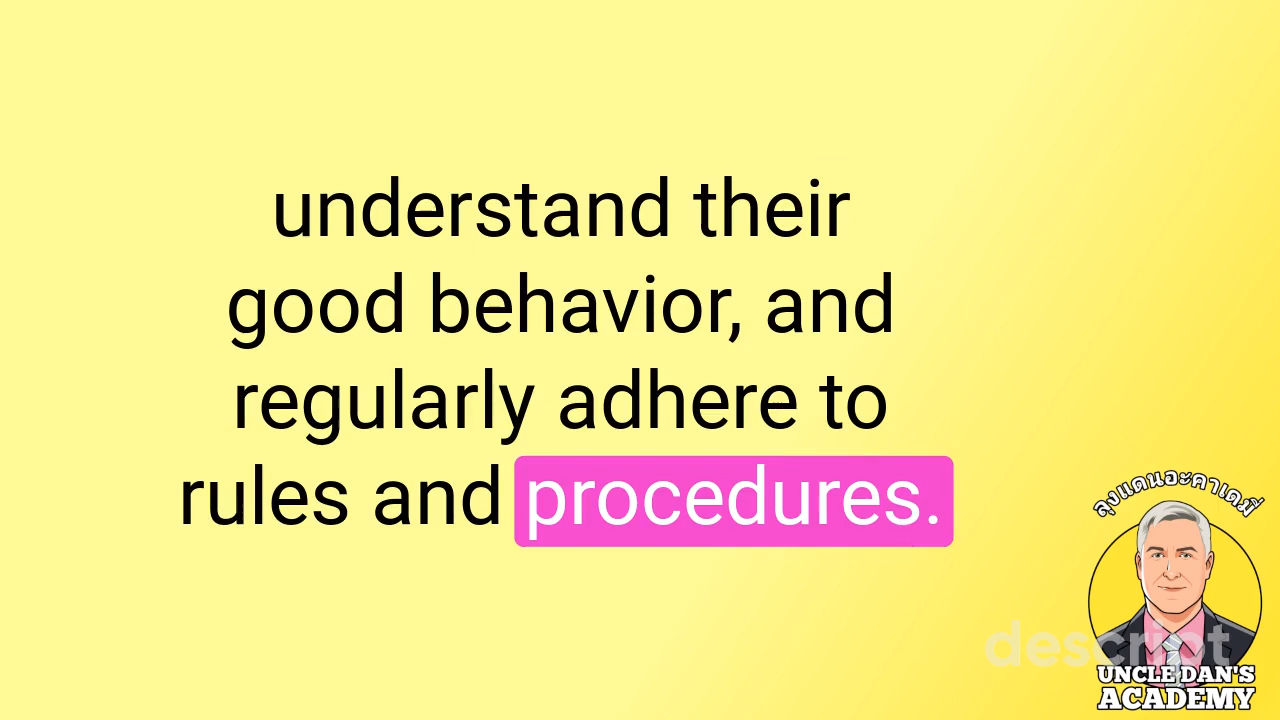 understand their
good behavior, and
regularly adhere to
rules and procedures.
ลุงแดนอะคาเดมี่
descript
UNCLE DAN'S
ACADEMY